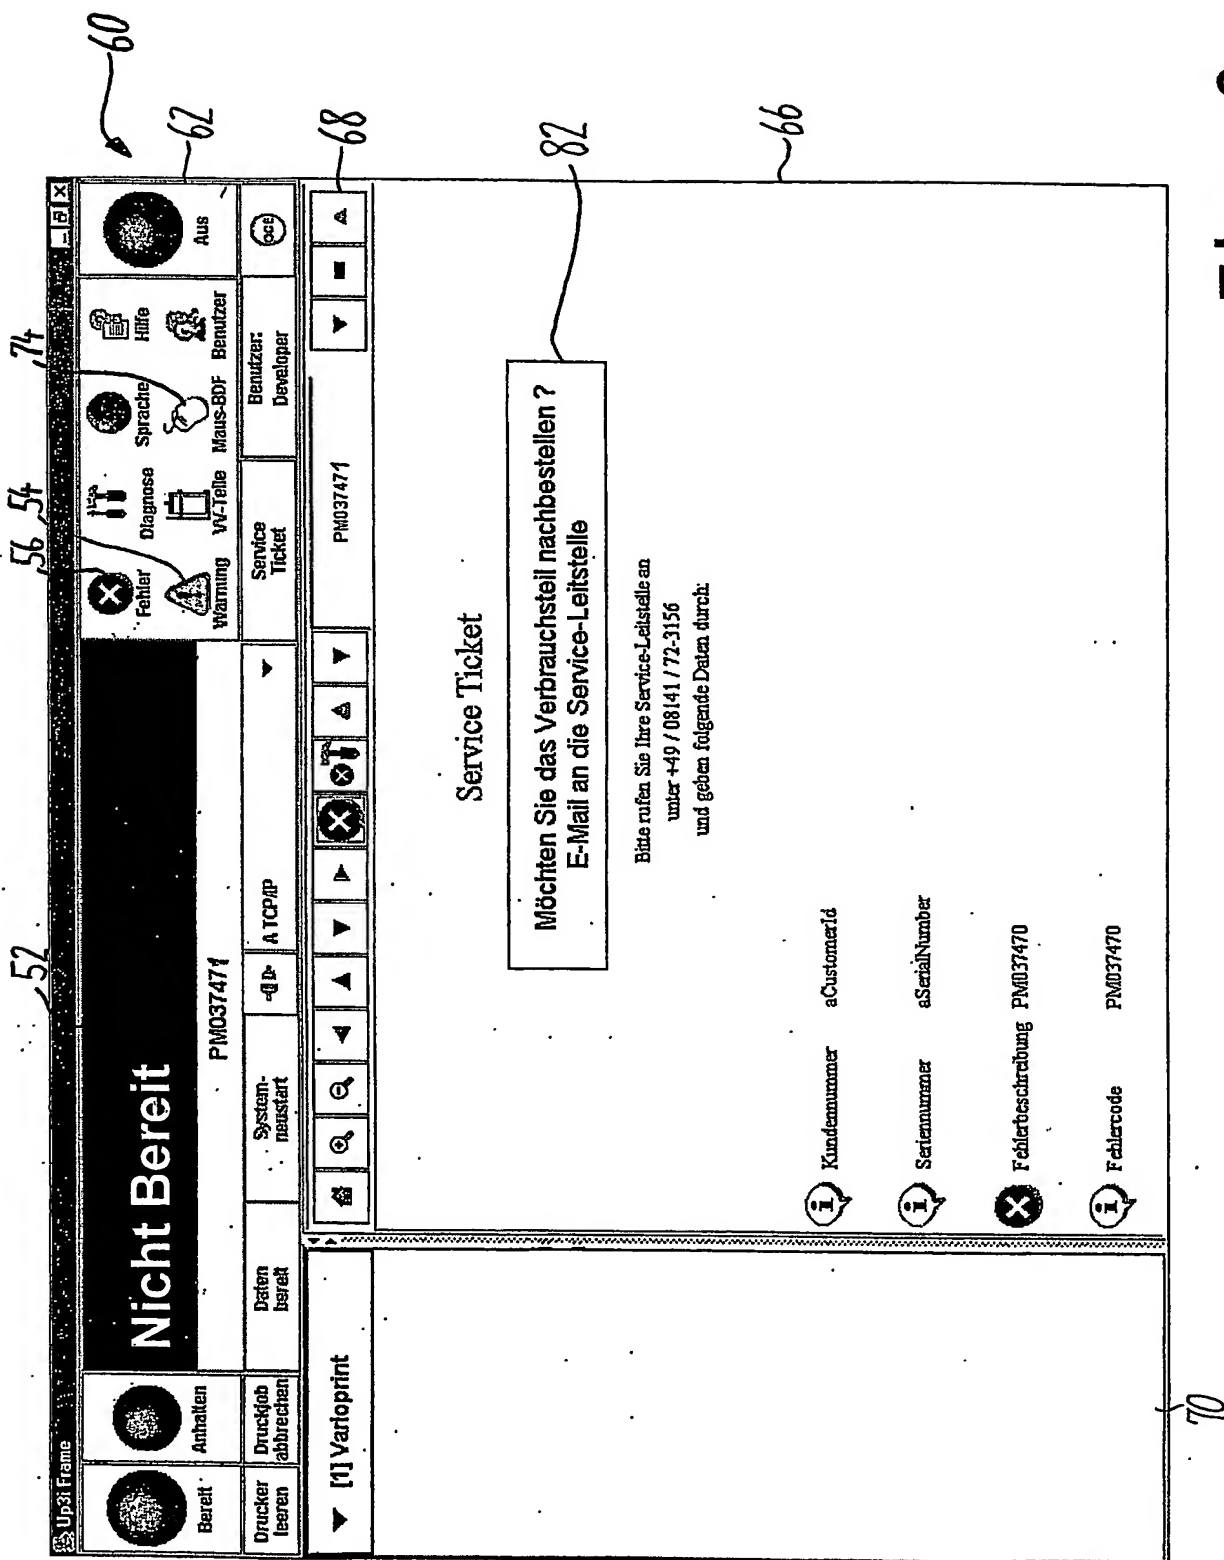 60
Up3i Frame
52
56
54
74
62
Bereit
Anhalten
Nicht Bereit
PM037471
Fehler
Diagnose
Sprache
Hilfe
Warnung
VV-Teile
Maus-BDF
Benutzer
Aus
Drucker leeren
Druckjob abbrechen
Daten bereit
System-neustart
A TCP/IP
Service Ticket
Benutzer: Developer
océ
[1] Varioprint
PM037471
68
Service Ticket
Möchten Sie das Verbrauchsteil nachbestellen ?
E-Mail an die Service-Leitstelle
82
Bitte rufen Sie Ihre Service-Leitstelle an
unter +49 / 08141 / 72-3156
und geben folgende Daten durch:
Kundennummer aCustomerId
Seriennummer aSerialNumber
Fehlerbeschreibung PM037470
Fehlercode PM037470
66
70